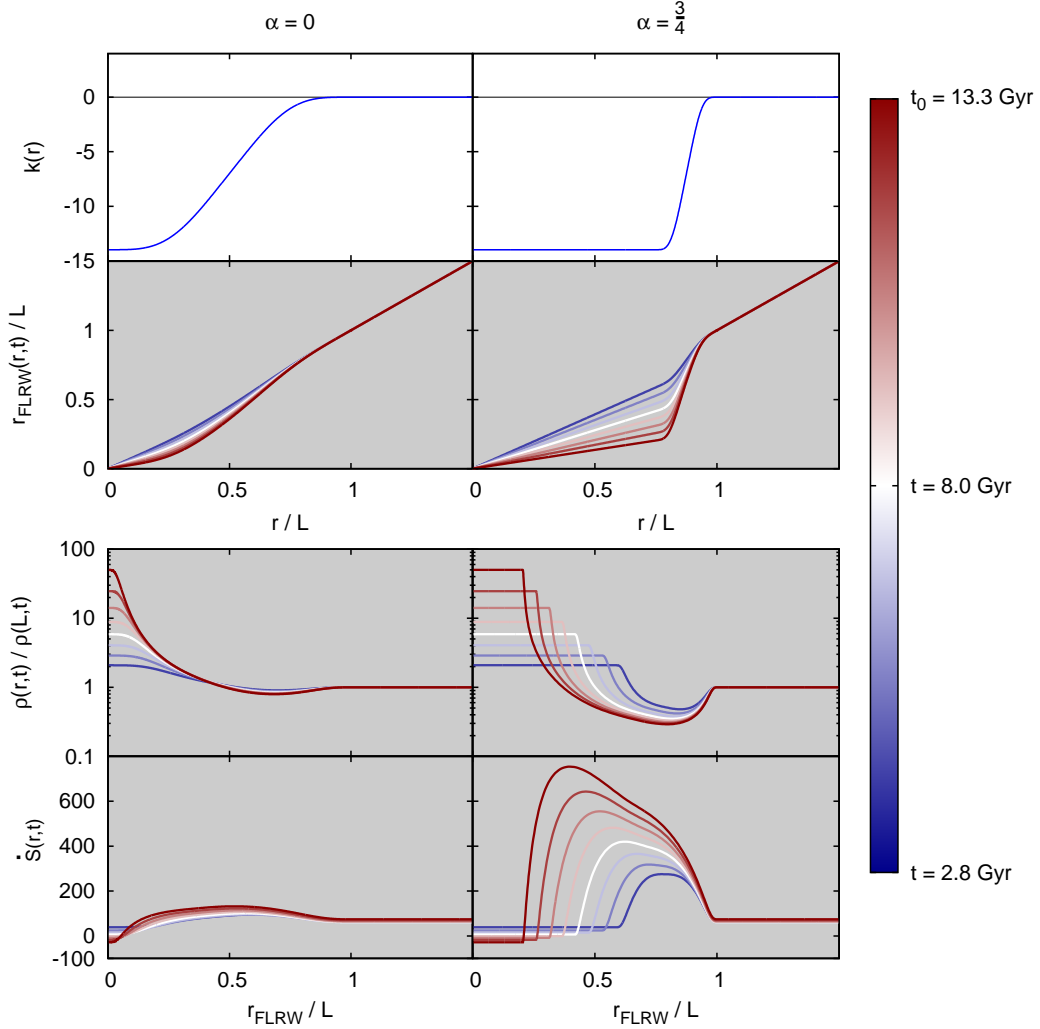 α = 0
α = 3/4
0
-5
-10
-15
k(r)
1
0.5
0
r_FLRW(r,t) / L
0 0.5 1
0 0.5 1
r / L
r / L
100
10
1
0.1
ρ(r,t) / ρ(L,t)
600
400
200
0
-100
Ṡ(r,t)
0 0.5 1
0 0.5 1
r_FLRW / L
r_FLRW / L
t_0 = 13.3 Gyr
t = 8.0 Gyr
t = 2.8 Gyr